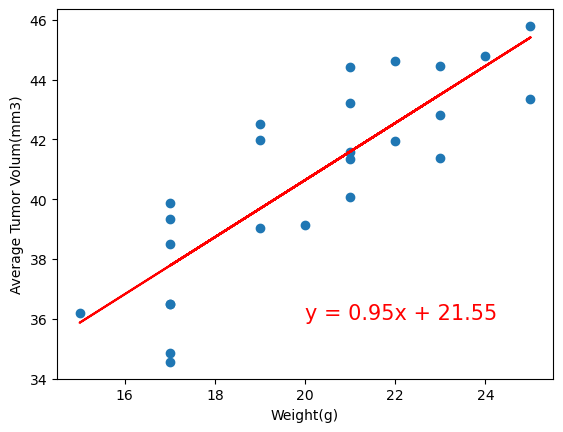 46
44
42
40
38
36
34
Average Tumor Volum(mm3)
y = 0.95x + 21.55
16 18 20 22 24
Weight(g)